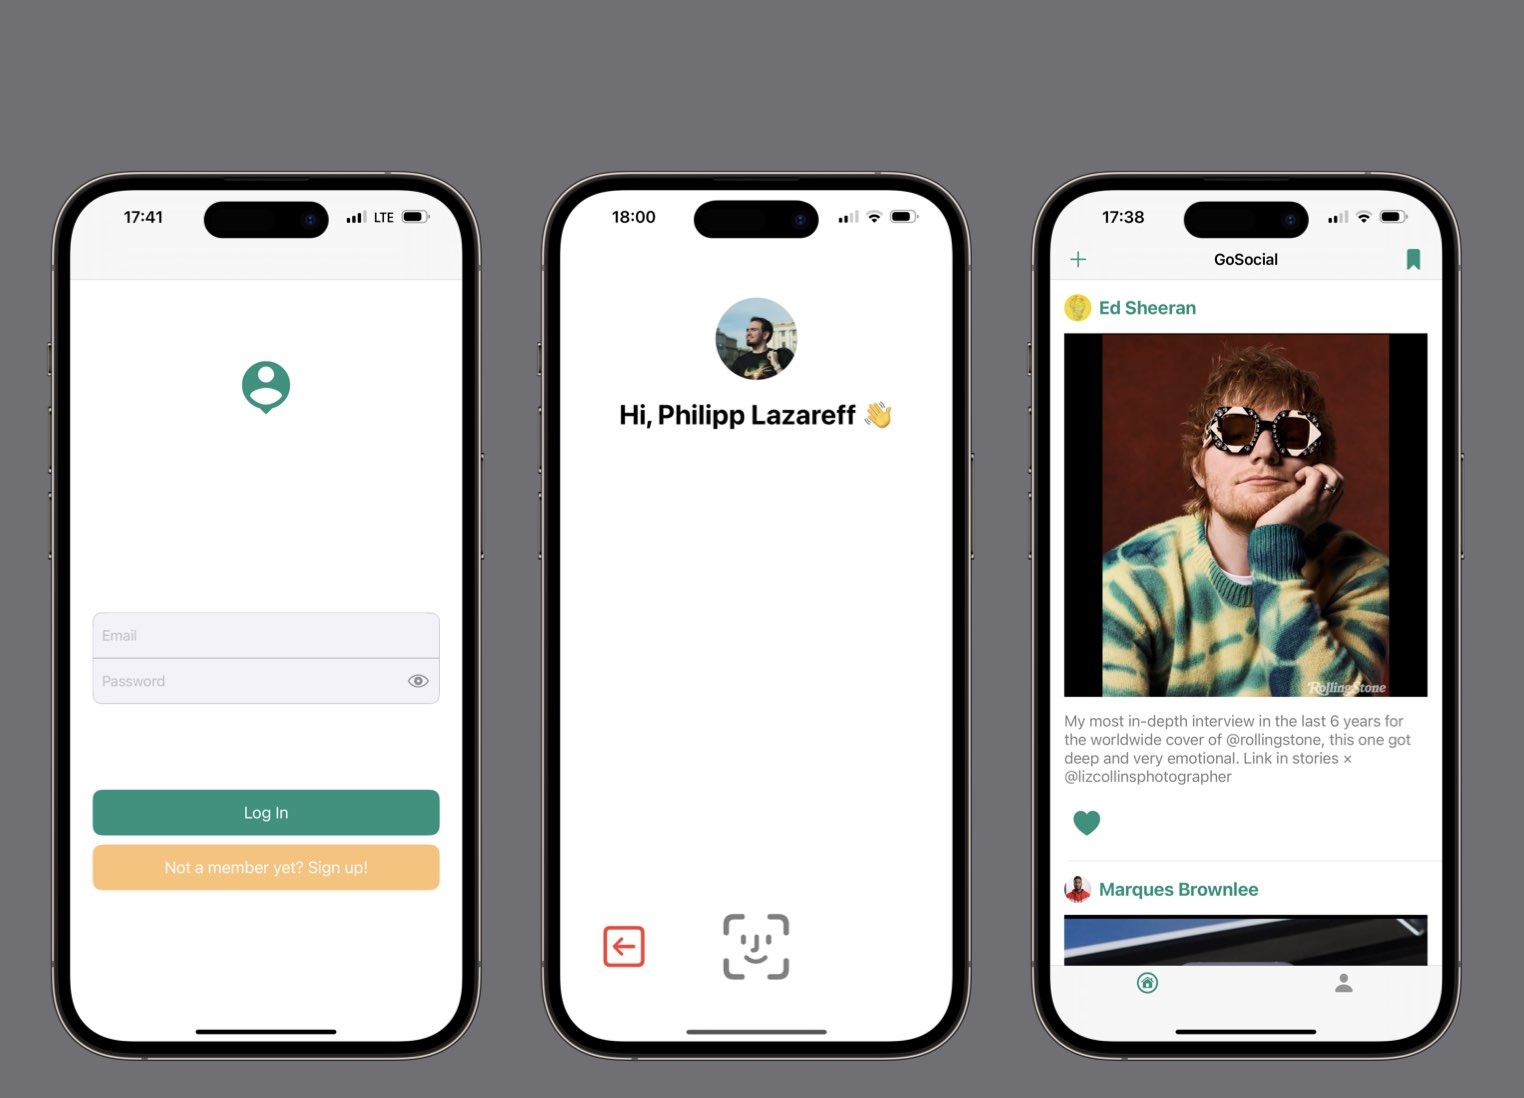 17:41
LTE
Email
Password
Log In
Not a member yet? Sign up!
18:00
Hi, Philipp Lazareff 👋
17:38
GoSocial
Ed Sheeran
RollingStone
My most in-depth interview in the last 6 years for
the worldwide cover of @rollingstone, this one got
deep and very emotional. Link in stories ×
@lizcollinsphotographer
Marques Brownlee